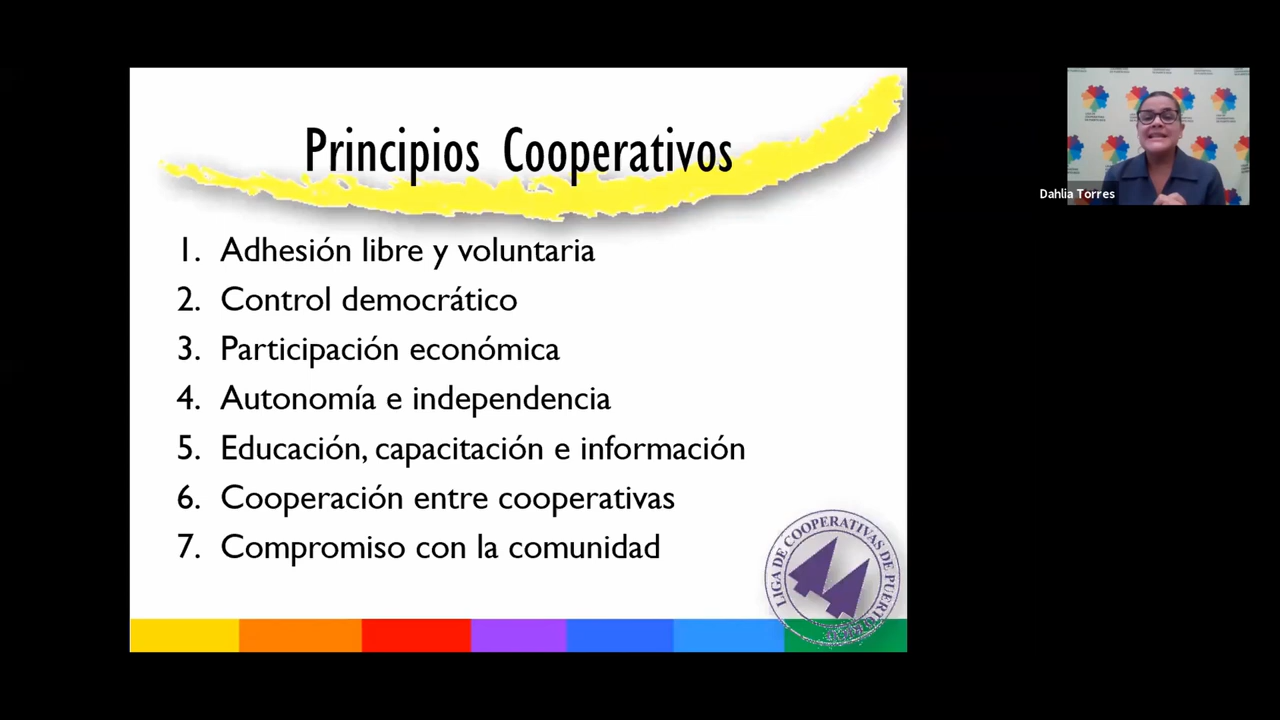 Principios Cooperativos
1. Adhesión libre y voluntaria
2. Control democrático
3. Participación económica
4. Autonomía e independencia
5. Educación, capacitación e información
6. Cooperación entre cooperativas
7. Compromiso con la comunidad
LIGA DE COOPERATIVAS DE PUERTO RICO
Dahlia Torres